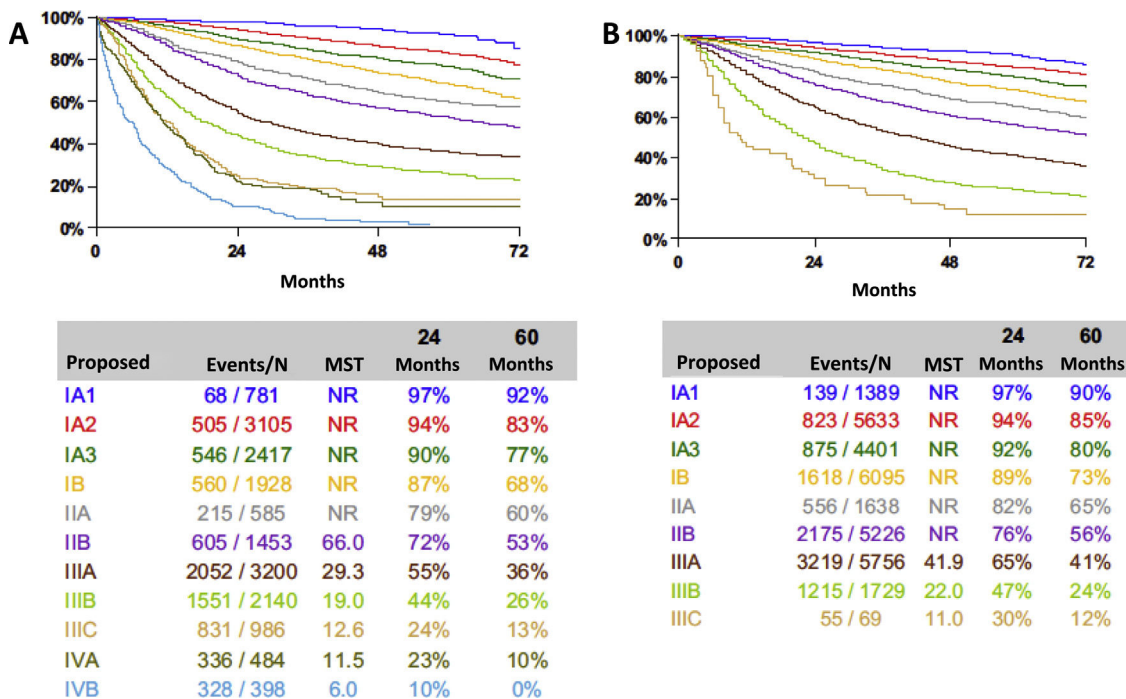 A
100%
80%
60%
40%
20%
0%
0 24 48 72
Months
24 60
Proposed Events/N MST Months Months
IA1 68 / 781 NR 97% 92%
IA2 505 / 3105 NR 94% 83%
IA3 546 / 2417 NR 90% 77%
IB 560 / 1928 NR 87% 68%
IIA 215 / 585 NR 79% 60%
IIB 605 / 1453 66.0 72% 53%
IIIA 2052 / 3200 29.3 55% 36%
IIIB 1551 / 2140 19.0 44% 26%
IIIC 831 / 986 12.6 24% 13%
IVA 336 / 484 11.5 23% 10%
IVB 328 / 398 6.0 10% 0%
B
100%
80%
60%
40%
20%
0%
0 24 48 72
Months
24 60
Proposed Events/N MST Months Months
IA1 139 / 1389 NR 97% 90%
IA2 823 / 5633 NR 94% 85%
IA3 875 / 4401 NR 92% 80%
IB 1618 / 6095 NR 89% 73%
IIA 556 / 1638 NR 82% 65%
IIB 2175 / 5226 NR 76% 56%
IIIA 3219 / 5756 41.9 65% 41%
IIIB 1215 / 1729 22.0 47% 24%
IIIC 55 / 69 11.0 30% 12%